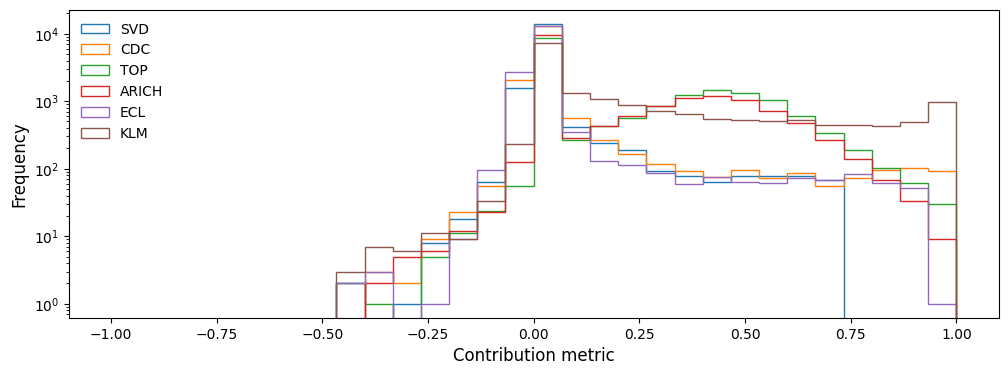 SVD
CDC
TOP
ARICH
ECL
KLM
Frequency
10⁴
10³
10²
10¹
10⁰
−1.00 −0.75 −0.50 −0.25 0.00 0.25 0.50 0.75 1.00
Contribution metric